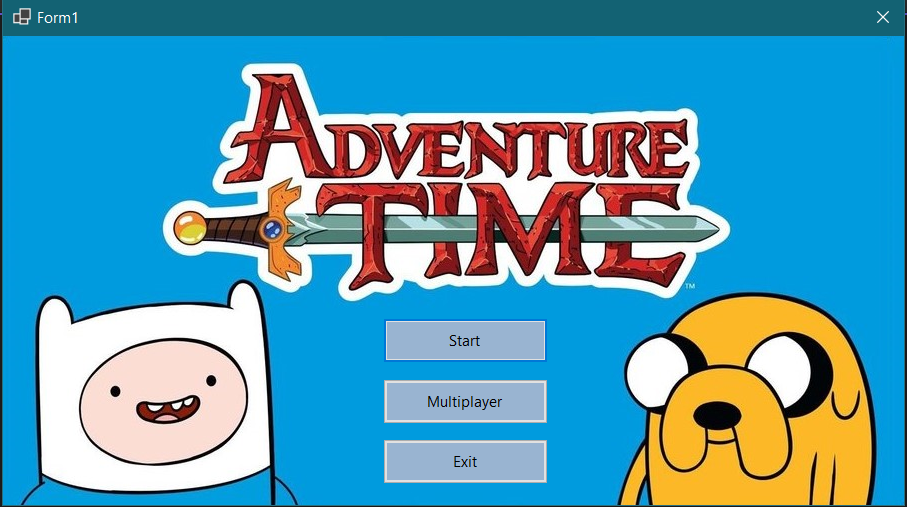 Form1
ADVENTURE
TIME
TM
Start
Multiplayer
Exit